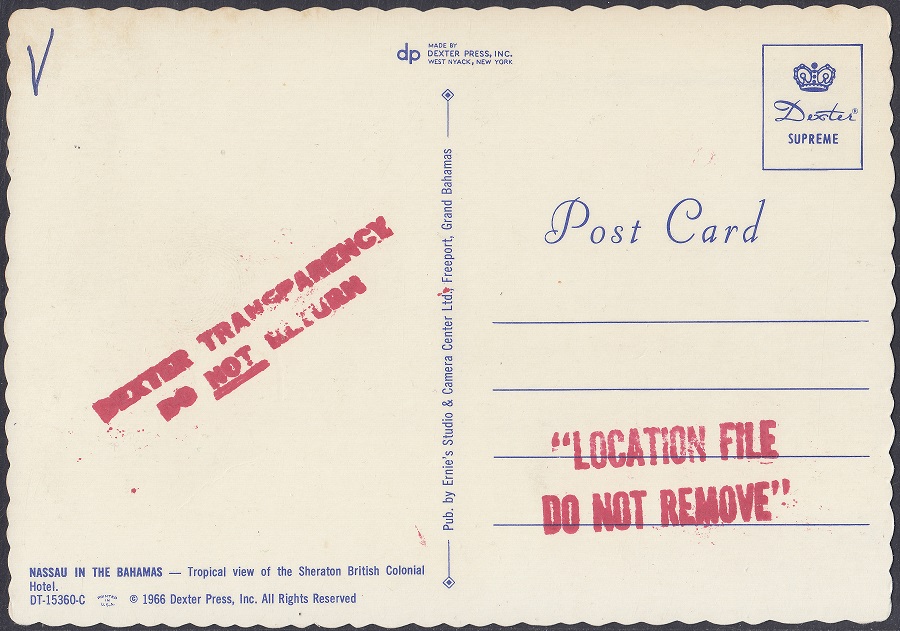 dp
MADE BY
DEXTER PRESS, INC.
WEST NYACK, NEW YORK
Dexter®
SUPREME
Post Card
DEXTER TRANSPARENCY
DO NOT RETURN
Pub. by Ernie's Studio & Camera Center Ltd., Freeport, Grand Bahamas
"LOCATION FILE
DO NOT REMOVE"
NASSAU IN THE BAHAMAS — Tropical view of the Sheraton British Colonial
Hotel.
DT-15360-C PRINTED IN U.S.A. © 1966 Dexter Press, Inc. All Rights Reserved